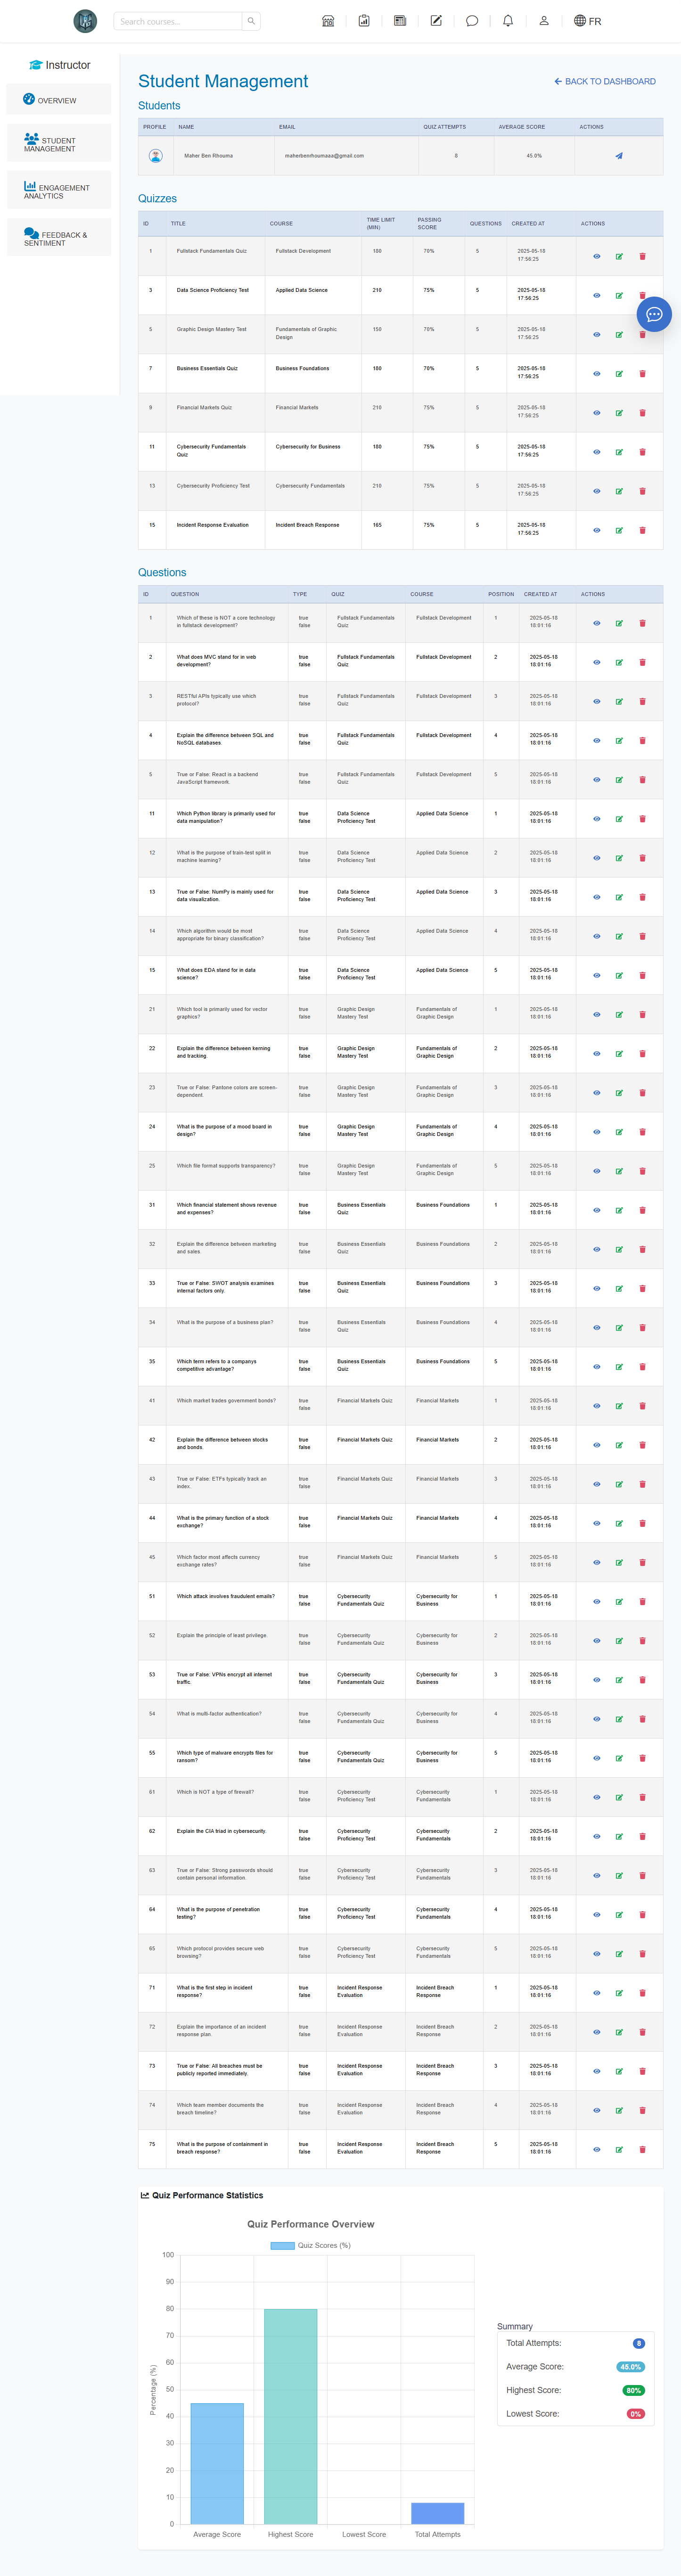 Search courses...
FR
Instructor
OVERVIEW
STUDENT
MANAGEMENT
ENGAGEMENT
ANALYTICS
FEEDBACK &
SENTIMENT
Student Management
BACK TO DASHBOARD
Students
PROFILE NAME EMAIL QUIZ ATTEMPTS AVERAGE SCORE ACTIONS
Maher Ben Rhouma maherbenrhoumaaa@gmail.com 8 45.0%
Quizzes
ID TITLE COURSE TIME LIMIT (MIN) PASSING SCORE QUESTIONS CREATED AT ACTIONS
1 Fullstack Fundamentals Quiz Fullstack Development 180 70% 5 2025-05-18 17:56:25
3 Data Science Proficiency Test Applied Data Science 210 75% 5 2025-05-18 17:56:25
5 Graphic Design Mastery Test Fundamentals of Graphic Design 150 70% 5 2025-05-18 17:56:25
7 Business Essentials Quiz Business Foundations 180 70% 5 2025-05-18 17:56:25
9 Financial Markets Quiz Financial Markets 210 75% 5 2025-05-18 17:56:25
11 Cybersecurity Fundamentals Quiz Cybersecurity for Business 180 75% 5 2025-05-18 17:56:25
13 Cybersecurity Proficiency Test Cybersecurity Fundamentals 210 75% 5 2025-05-18 17:56:25
15 Incident Response Evaluation Incident Breach Response 165 75% 5 2025-05-18 17:56:25
Questions
ID QUESTION TYPE QUIZ COURSE POSITION CREATED AT ACTIONS
1 Which of these is NOT a core technology in fullstack development? true false Fullstack Fundamentals Quiz Fullstack Development 1 2025-05-18 18:01:16
2 What does MVC stand for in web development? true false Fullstack Fundamentals Quiz Fullstack Development 2 2025-05-18 18:01:16
3 RESTful APIs typically use which protocol? true false Fullstack Fundamentals Quiz Fullstack Development 3 2025-05-18 18:01:16
4 Explain the difference between SQL and NoSQL databases. true false Fullstack Fundamentals Quiz Fullstack Development 4 2025-05-18 18:01:16
5 True or False: React is a backend JavaScript framework. true false Fullstack Fundamentals Quiz Fullstack Development 5 2025-05-18 18:01:16
11 Which Python library is primarily used for data manipulation? true false Data Science Proficiency Test Applied Data Science 1 2025-05-18 18:01:16
12 What is the purpose of train-test split in machine learning? true false Data Science Proficiency Test Applied Data Science 2 2025-05-18 18:01:16
13 True or False: NumPy is mainly used for data visualization. true false Data Science Proficiency Test Applied Data Science 3 2025-05-18 18:01:16
14 Which algorithm would be most appropriate for binary classification? true false Data Science Proficiency Test Applied Data Science 4 2025-05-18 18:01:16
15 What does EDA stand for in data science? true false Data Science Proficiency Test Applied Data Science 5 2025-05-18 18:01:16
21 Which tool is primarily used for vector graphics? true false Graphic Design Mastery Test Fundamentals of Graphic Design 1 2025-05-18 18:01:16
22 Explain the difference between kerning and tracking. true false Graphic Design Mastery Test Fundamentals of Graphic Design 2 2025-05-18 18:01:16
23 True or False: Pantone colors are screen-dependent. true false Graphic Design Mastery Test Fundamentals of Graphic Design 3 2025-05-18 18:01:16
24 What is the purpose of a mood board in design? true false Graphic Design Mastery Test Fundamentals of Graphic Design 4 2025-05-18 18:01:16
25 Which file format supports transparency? true false Graphic Design Mastery Test Fundamentals of Graphic Design 5 2025-05-18 18:01:16
31 Which financial statement shows revenue and expenses? true false Business Essentials Quiz Business Foundations 1 2025-05-18 18:01:16
32 Explain the difference between marketing and sales. true false Business Essentials Quiz Business Foundations 2 2025-05-18 18:01:16
33 True or False: SWOT analysis examines internal factors only. true false Business Essentials Quiz Business Foundations 3 2025-05-18 18:01:16
34 What is the purpose of a business plan? true false Business Essentials Quiz Business Foundations 4 2025-05-18 18:01:16
35 Which term refers to a companys competitive advantage? true false Business Essentials Quiz Business Foundations 5 2025-05-18 18:01:16
41 Which market trades government bonds? true false Financial Markets Quiz Financial Markets 1 2025-05-18 18:01:16
42 Explain the difference between stocks and bonds. true false Financial Markets Quiz Financial Markets 2 2025-05-18 18:01:16
43 True or False: ETFs typically track an index. true false Financial Markets Quiz Financial Markets 3 2025-05-18 18:01:16
44 What is the primary function of a stock exchange? true false Financial Markets Quiz Financial Markets 4 2025-05-18 18:01:16
45 Which factor most affects currency exchange rates? true false Financial Markets Quiz Financial Markets 5 2025-05-18 18:01:16
51 Which attack involves fraudulent emails? true false Cybersecurity Fundamentals Quiz Cybersecurity for Business 1 2025-05-18 18:01:16
52 Explain the principle of least privilege. true false Cybersecurity Fundamentals Quiz Cybersecurity for Business 2 2025-05-18 18:01:16
53 True or False: VPNs encrypt all internet traffic. true false Cybersecurity Fundamentals Quiz Cybersecurity for Business 3 2025-05-18 18:01:16
54 What is multi-factor authentication? true false Cybersecurity Fundamentals Quiz Cybersecurity for Business 4 2025-05-18 18:01:16
55 Which type of malware encrypts files for ransom? true false Cybersecurity Fundamentals Quiz Cybersecurity for Business 5 2025-05-18 18:01:16
61 Which is NOT a type of firewall? true false Cybersecurity Proficiency Test Cybersecurity Fundamentals 1 2025-05-18 18:01:16
62 Explain the CIA triad in cybersecurity. true false Cybersecurity Proficiency Test Cybersecurity Fundamentals 2 2025-05-18 18:01:16
63 True or False: Strong passwords should contain personal information. true false Cybersecurity Proficiency Test Cybersecurity Fundamentals 3 2025-05-18 18:01:16
64 What is the purpose of penetration testing? true false Cybersecurity Proficiency Test Cybersecurity Fundamentals 4 2025-05-18 18:01:16
65 Which protocol provides secure web browsing? true false Cybersecurity Proficiency Test Cybersecurity Fundamentals 5 2025-05-18 18:01:16
71 What is the first step in incident response? true false Incident Response Evaluation Incident Breach Response 1 2025-05-18 18:01:16
72 Explain the importance of an incident response plan. true false Incident Response Evaluation Incident Breach Response 2 2025-05-18 18:01:16
73 True or False: All breaches must be publicly reported immediately. true false Incident Response Evaluation Incident Breach Response 3 2025-05-18 18:01:16
74 Which team member documents the breach timeline? true false Incident Response Evaluation Incident Breach Response 4 2025-05-18 18:01:16
75 What is the purpose of containment in breach response? true false Incident Response Evaluation Incident Breach Response 5 2025-05-18 18:01:16
Quiz Performance Statistics
Quiz Performance Overview
Quiz Scores (%)
100
90
80
70
60
50
40
30
20
10
0
Percentage (%)
Average Score Highest Score Lowest Score Total Attempts
Summary
Total Attempts: 8
Average Score: 45.0%
Highest Score: 80%
Lowest Score: 0%